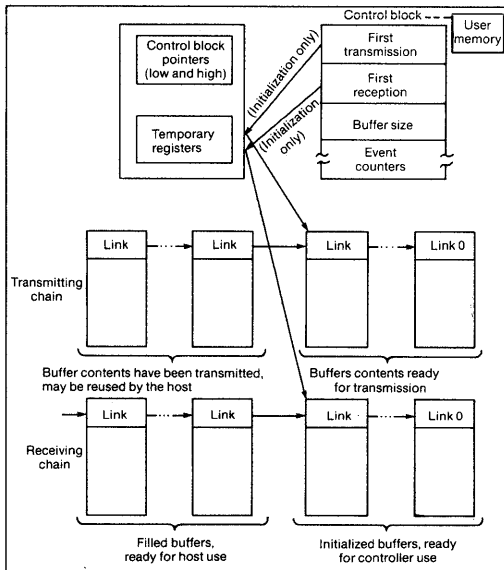 Control block
User
memory
Control block
pointers
(low and high)
Temporary
registers
(Initialization only)
(Initialization
only)
First
transmission
First
reception
Buffer size
Event
counters
Link
Link
Link
Link 0
Transmitting
chain
Buffer contents have been transmitted,
may be reused by the host
Buffers contents ready
for transmission
Link
Link
Link
Link 0
Receiving
chain
Filled buffers,
ready for host use
Initialized buffers, ready
for controller use